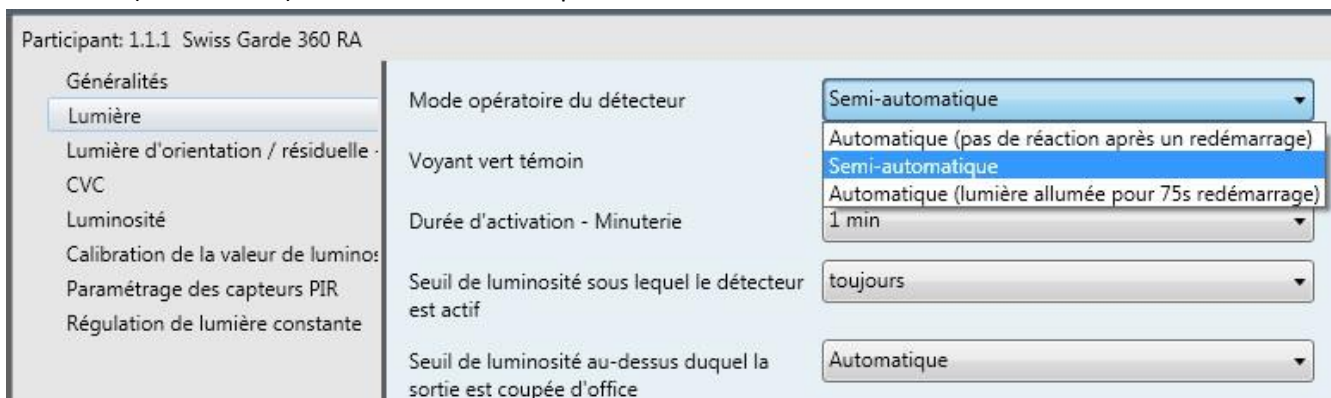 Participant: 1.1.1 Swiss Garde 360 RA
Généralités
Lumière
Lumière d'orientation / résiduelle -
CVC
Luminosité
Calibration de la valeur de luminos
Paramétrage des capteurs PIR
Régulation de lumière constante
Mode opératoire du détecteur
Semi-automatique
Automatique (pas de réaction après un redémarrage)
Semi-automatique
Automatique (lumière allumée pour 75s redémarrage)
Voyant vert témoin
Durée d'activation - Minuterie
1 min
Seuil de luminosité sous lequel le détecteur
est actif
toujours
Seuil de luminosité au-dessus duquel la
sortie est coupée d'office
Automatique